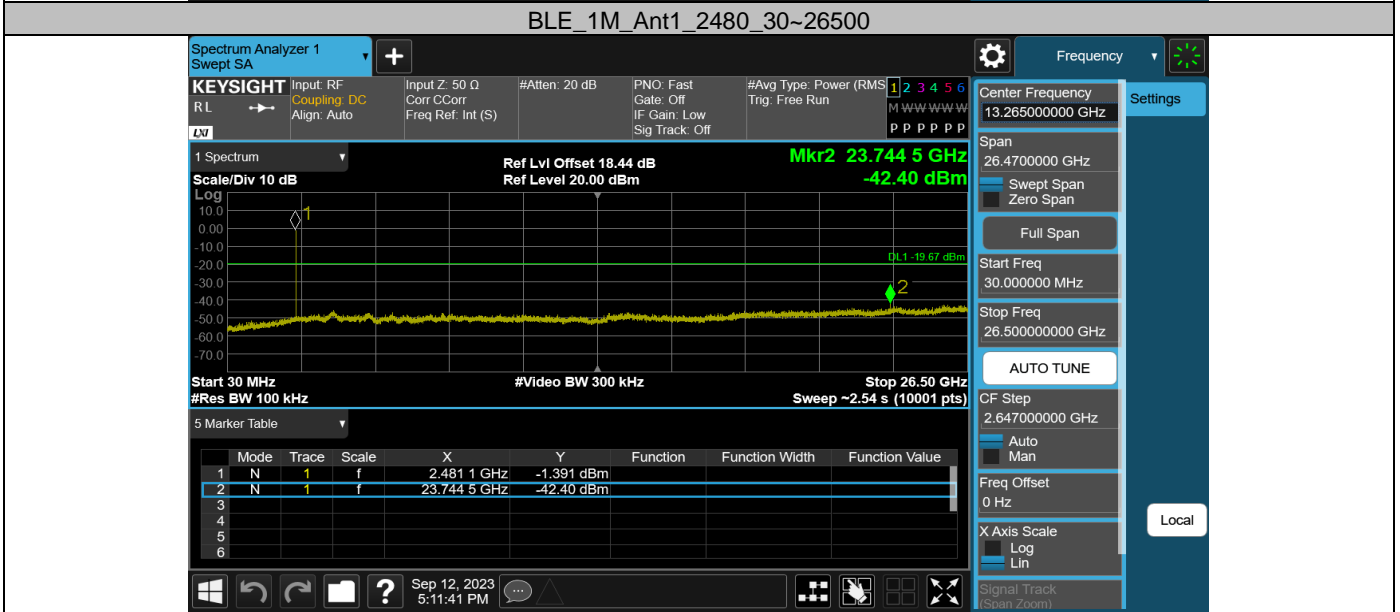 BLE_1M_Ant1_2480_30~26500
Spectrum Analyzer 1
Swept SA
Frequency
KEYSIGHT
R L
LXI
Input: RF
Coupling: DC
Align: Auto
Input Z: 50 Ω
Corr CCorr
Freq Ref: Int (S)
#Atten: 20 dB
PNO: Fast
Gate: Off
IF Gain: Low
Sig Track: Off
#Avg Type: Power (RMS
Trig: Free Run
1 2 3 4 5 6
M W W W W W
P P P P P P
1 Spectrum
Scale/Div 10 dB
Ref Lvl Offset 18.44 dB
Ref Level 20.00 dBm
Mkr2 23.744 5 GHz
-42.40 dBm
Log
10.0
0.00
-10.0
-20.0
-30.0
-40.0
-50.0
-60.0
-70.0
1
2
DL1 -19.67 dBm
Start 30 MHz
#Video BW 300 kHz
Stop 26.50 GHz
#Res BW 100 kHz
Sweep ~2.54 s (10001 pts)
5 Marker Table
Mode Trace Scale X Y Function Function Width Function Value
1 N 1 f 2.481 1 GHz -1.391 dBm
2 N 1 f 23.744 5 GHz -42.40 dBm
3
4
5
6
Sep 12, 2023
5:11:41 PM
Center Frequency
13.265000000 GHz
Settings
Span
26.4700000 GHz
Swept Span
Zero Span
Full Span
Start Freq
30.000000 MHz
Stop Freq
26.500000000 GHz
AUTO TUNE
CF Step
2.647000000 GHz
Auto
Man
Freq Offset
0 Hz
Local
X Axis Scale
Log
Lin
Signal Track
(Span Zoom)